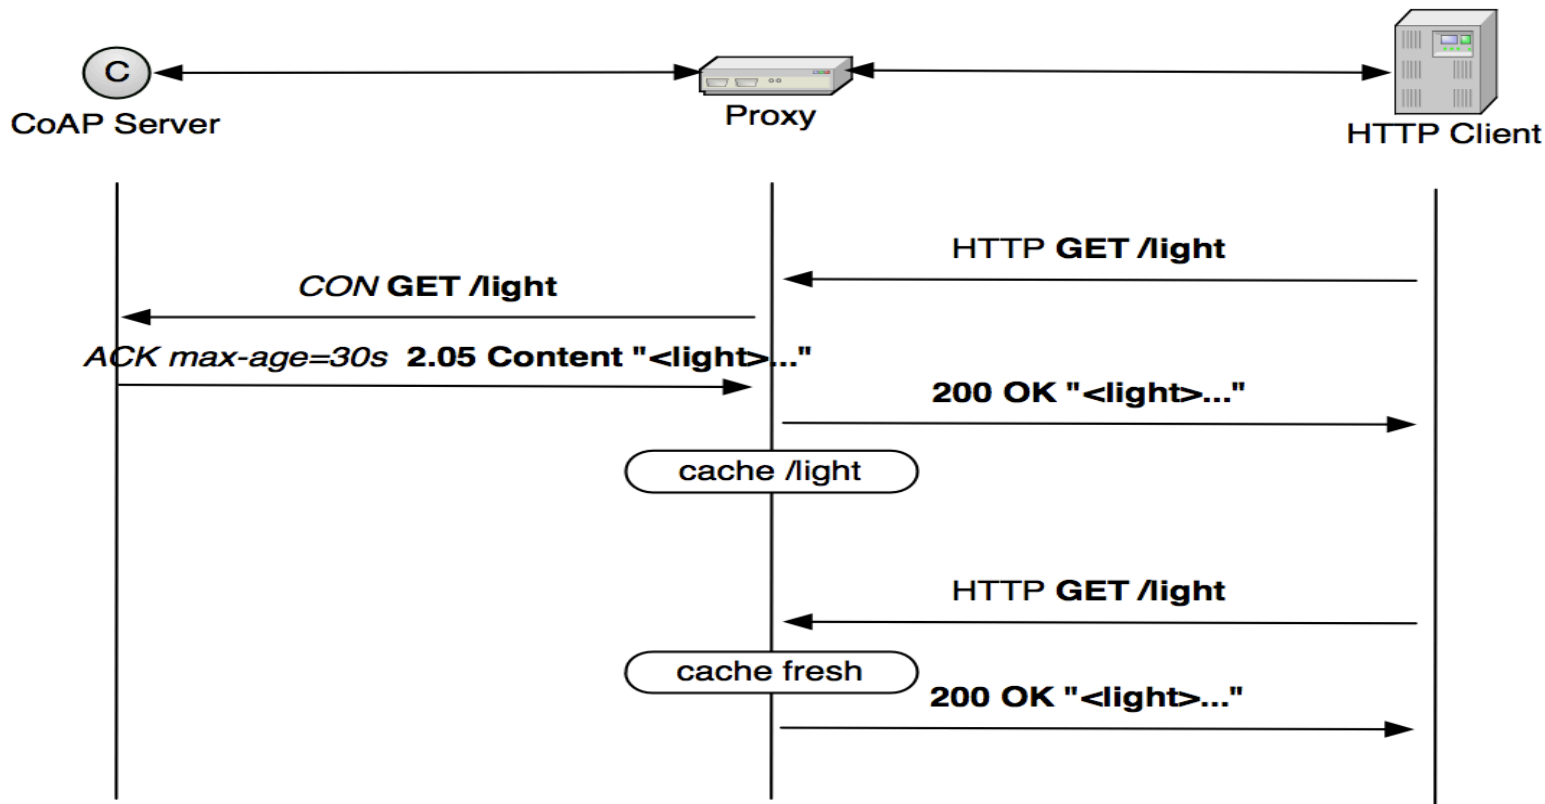 C
CoAP Server
Proxy
HTTP Client
HTTP GET /light
CON GET /light
ACK max-age=30s 2.05 Content "<light>..."
200 OK "<light>..."
cache /light
HTTP GET /light
cache fresh
200 OK "<light>..."